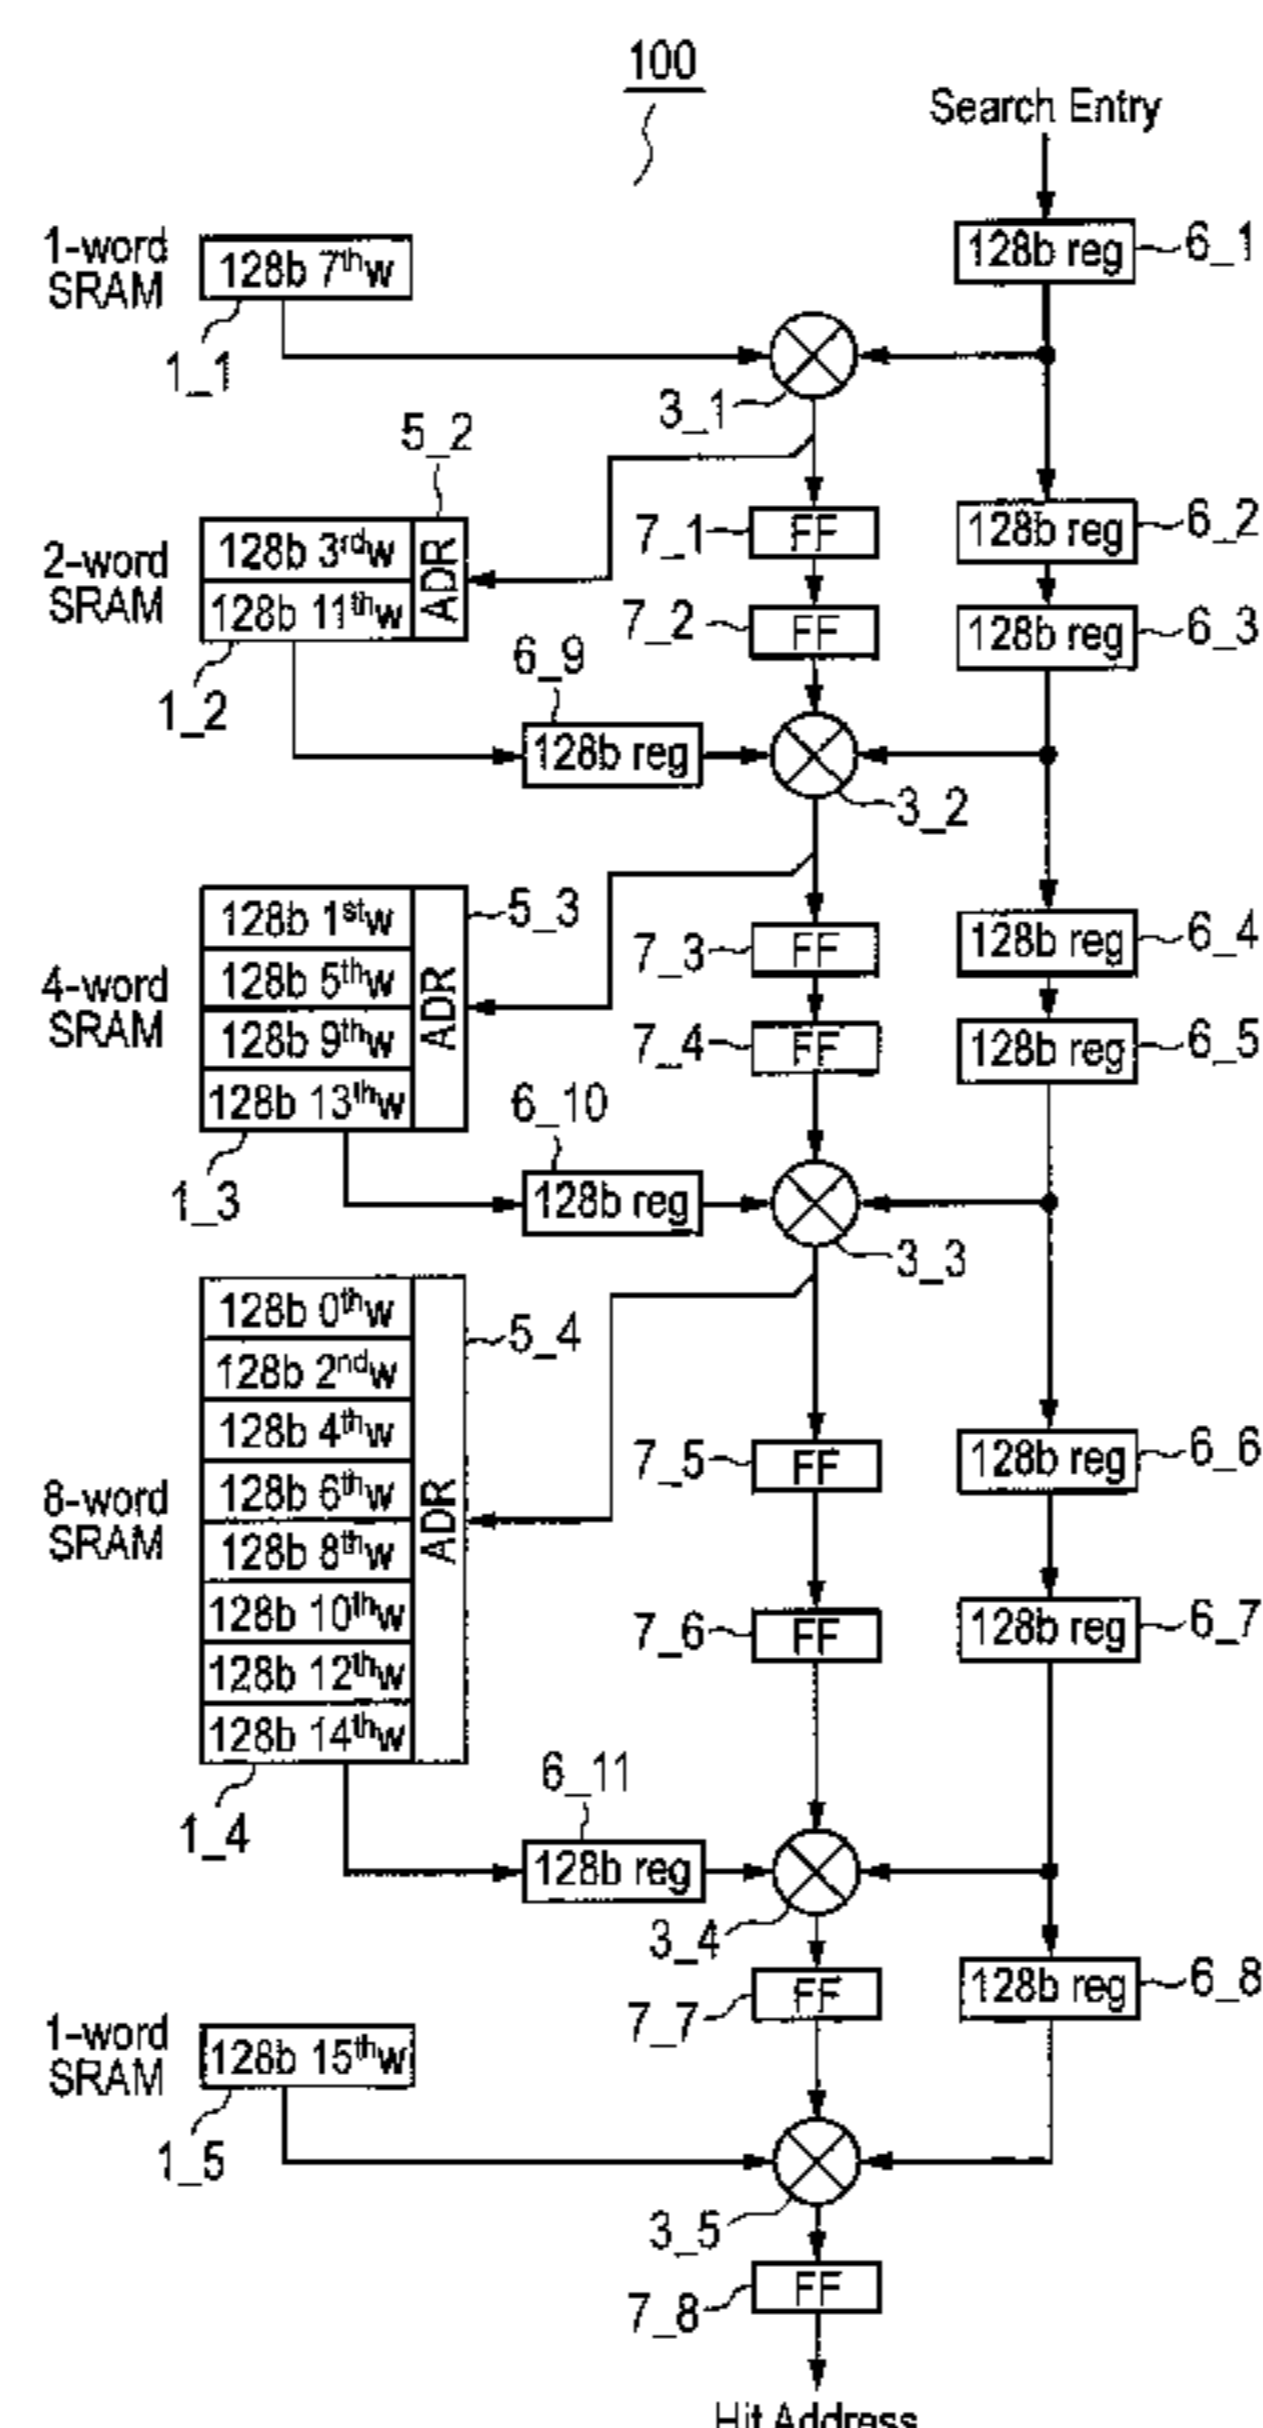 100
Search Entry
1-word
SRAM
128b 7thw
1_1
128b reg
6_1
3_1
5_2
2-word
SRAM
128b 3rdw
128b 11thw
ADR
1_2
7_1
FF
128b reg
6_2
7_2
FF
128b reg
6_3
6_9
128b reg
3_2
4-word
SRAM
128b 1stw
128b 5thw
128b 9thw
128b 13thw
ADR
5_3
1_3
7_3
FF
128b reg
6_4
7_4
FF
128b reg
6_5
6_10
128b reg
3_3
8-word
SRAM
128b 0thw
128b 2ndw
128b 4thw
128b 6thw
128b 8thw
128b 10thw
128b 12thw
128b 14thw
ADR
5_4
1_4
7_5
FF
128b reg
6_6
7_6
FF
128b reg
6_7
6_11
128b reg
3_4
7_7
FF
128b reg
6_8
1-word
SRAM
128b 15thw
1_5
3_5
7_8
FF
Hit Address